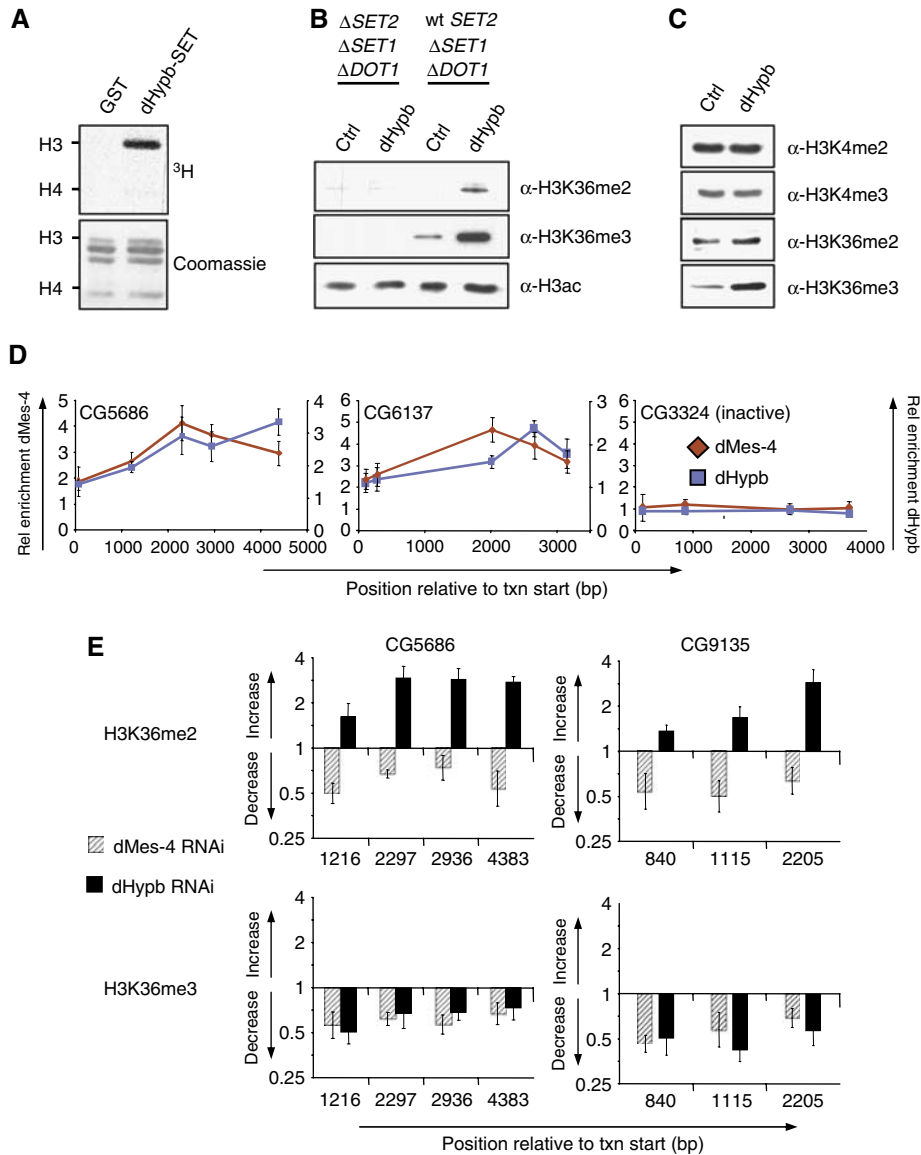 A
GST
dHypb-SET
H3
H4
³H
H3
H4
Coomassie
B
ΔSET2
ΔSET1
ΔDOT1
wt SET2
ΔSET1
ΔDOT1
Ctrl
dHypb
Ctrl
dHypb
α-H3K36me2
α-H3K36me3
α-H3ac
C
Ctrl
dHypb
α-H3K4me2
α-H3K4me3
α-H3K36me2
α-H3K36me3
D
Rel enrichment dMes-4
CG5686
5
4
3
2
1
0
4
3
2
1
0
0 1000 2000 3000 4000 5000
CG6137
6
5
4
3
2
1
0
3
2
1
0
0 1000 2000 3000
CG3324 (inactive)
dMes-4
dHypb
6
5
4
3
2
1
0
0 1000 2000 3000 4000
Rel enrichment dHypb
Position relative to txn start (bp)
E
CG5686
CG9135
H3K36me2
Increase
Decrease
4
2
1
0.5
0.25
1216 2297 2936 4383
Increase
Decrease
4
2
1
0.5
0.25
840 1115 2205
dMes-4 RNAi
dHypb RNAi
H3K36me3
Increase
Decrease
4
2
1
0.5
0.25
1216 2297 2936 4383
Increase
Decrease
4
2
1
0.5
0.25
840 1115 2205
Position relative to txn start (bp)